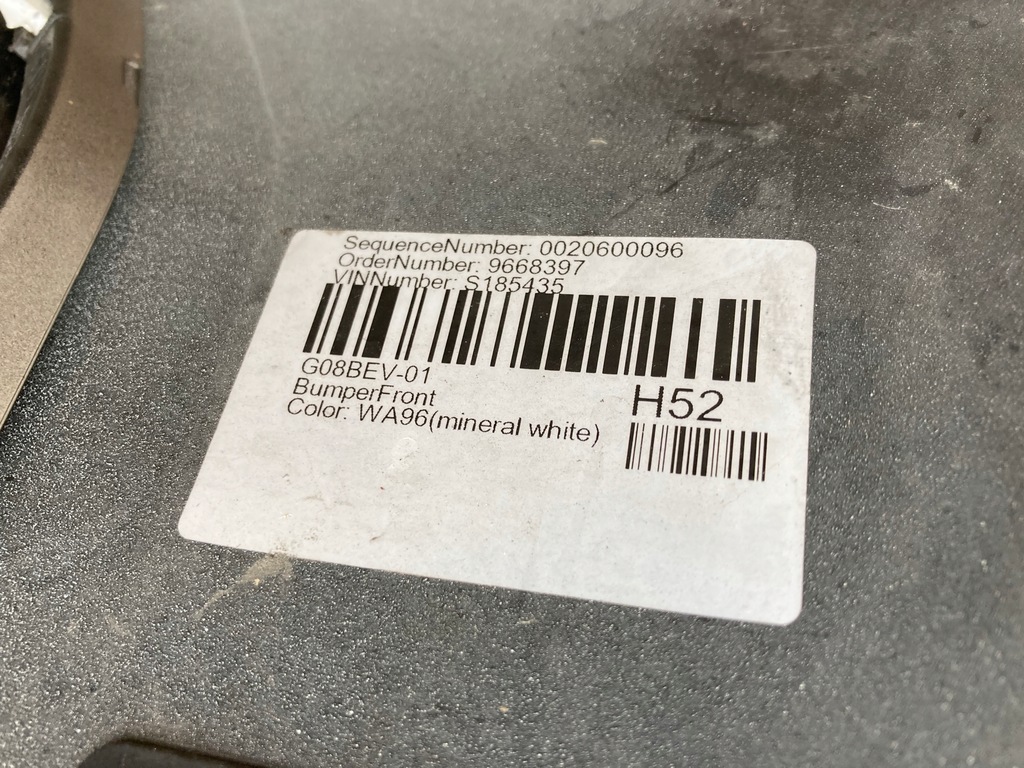 SequenceNumber: 0020600096
OrderNumber: 9668397
VINNumber: S185435
G08BEV-01
BumperFront
Color: WA96(mineral white)
H52